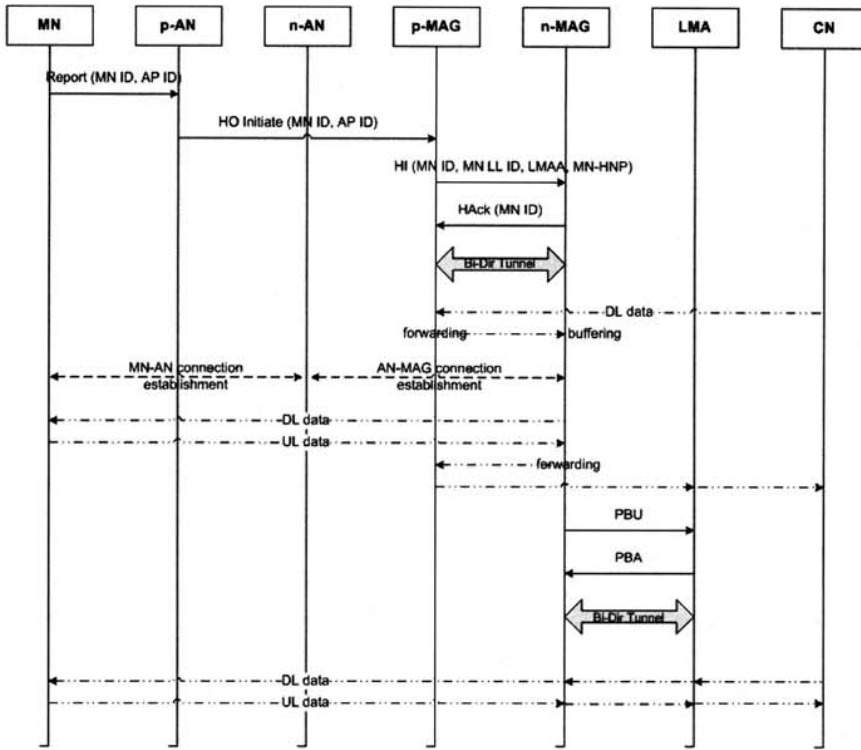 MN p-AN n-AN p-MAG n-MAG LMA CN
Report (MN ID, AP ID)
HO Initiate (MN ID, AP ID)
HI (MN ID, MN LL ID, LMAA, MN-HNP)
HAck (MN ID)
Bi-Dir Tunnel
DL data
forwarding buffering
MN-AN connection AN-MAG connection
establishment establishment
DL data
UL data
forwarding
PBU
PBA
Bi-Dir Tunnel
DL data
UL data